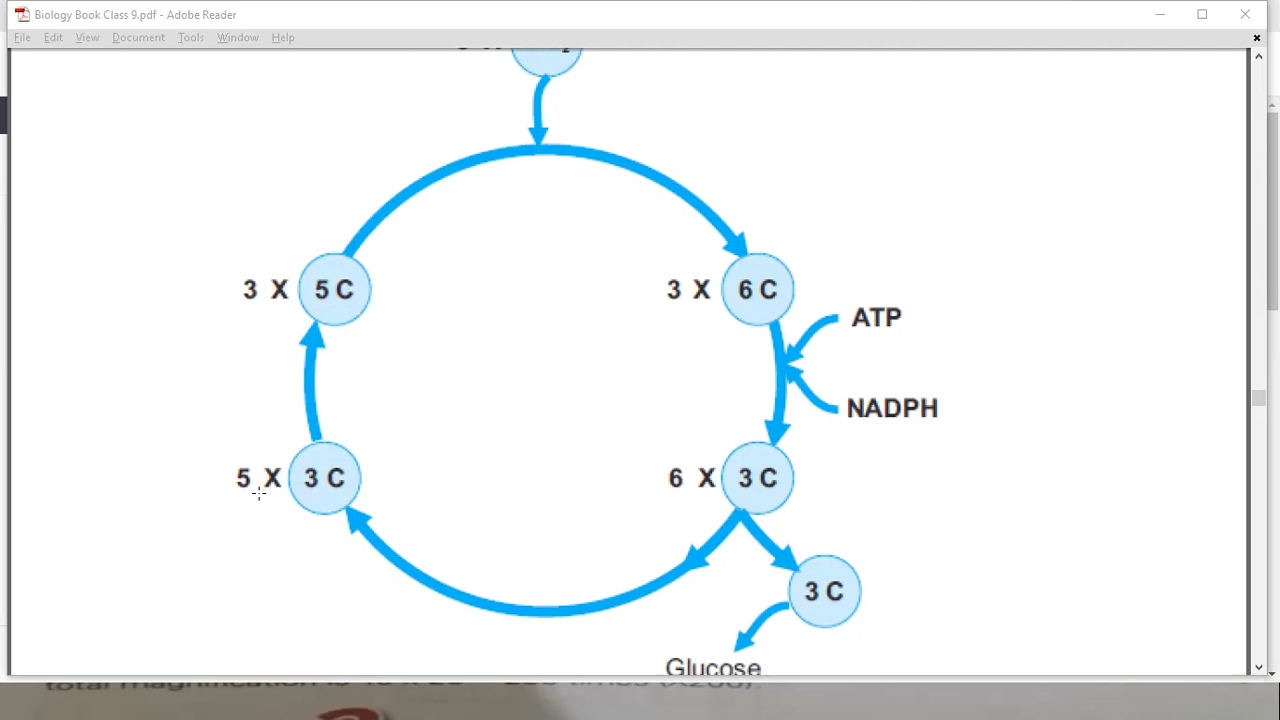 Biology Book Class 9.pdf - Adobe Reader
File Edit View Document Tools Window Help
3 X 5 C
3 X 6 C
ATP
NADPH
5 X 3 C
6 X 3 C
3 C
Glucose